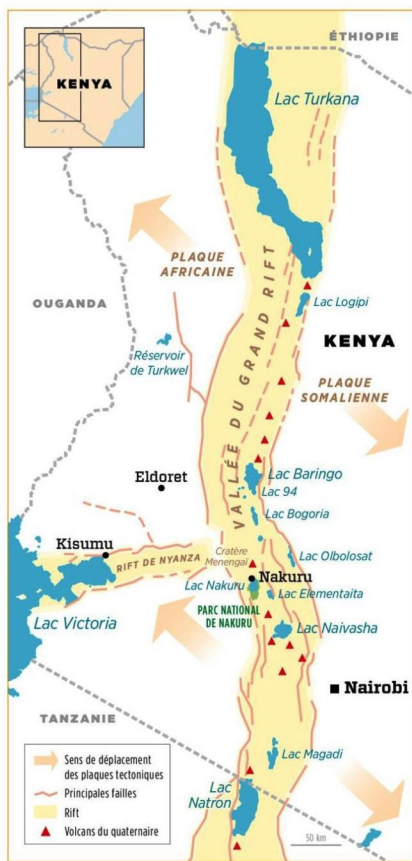 ÉTHIOPIE
KENYA
Lac Turkana
PLAQUE
AFRICAINE
OUGANDA
Lac Logipi
VALLÉE DU GRAND RIFT
KENYA
Réservoir
de Turkwel
PLAQUE
SOMALIENNE
Eldoret
Lac Baringo
Lac 94
Lac Bogoria
Kisumu
RIFT DE NYANZA
Cratère
Menengaï
Lac Olbolosat
Nakuru
Lac Nakuru
Lac Elementaita
PARC NATIONAL
DE NAKURU
Lac Victoria
Lac Naivasha
Nairobi
TANZANIE
Lac Magadi
Lac
Natron
Sens de déplacement
des plaques tectoniques
Principales failles
Rift
Volcans du quaternaire
50 km